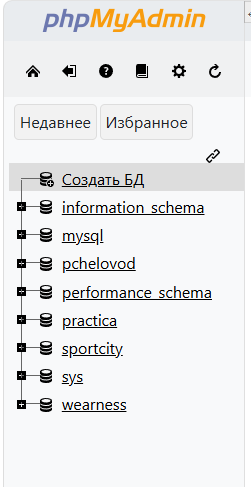 phpMyAdmin
Недавнее Избранное
Создать БД
information_schema
mysql
pchelovod
performance_schema
practica
sportcity
sys
wearness